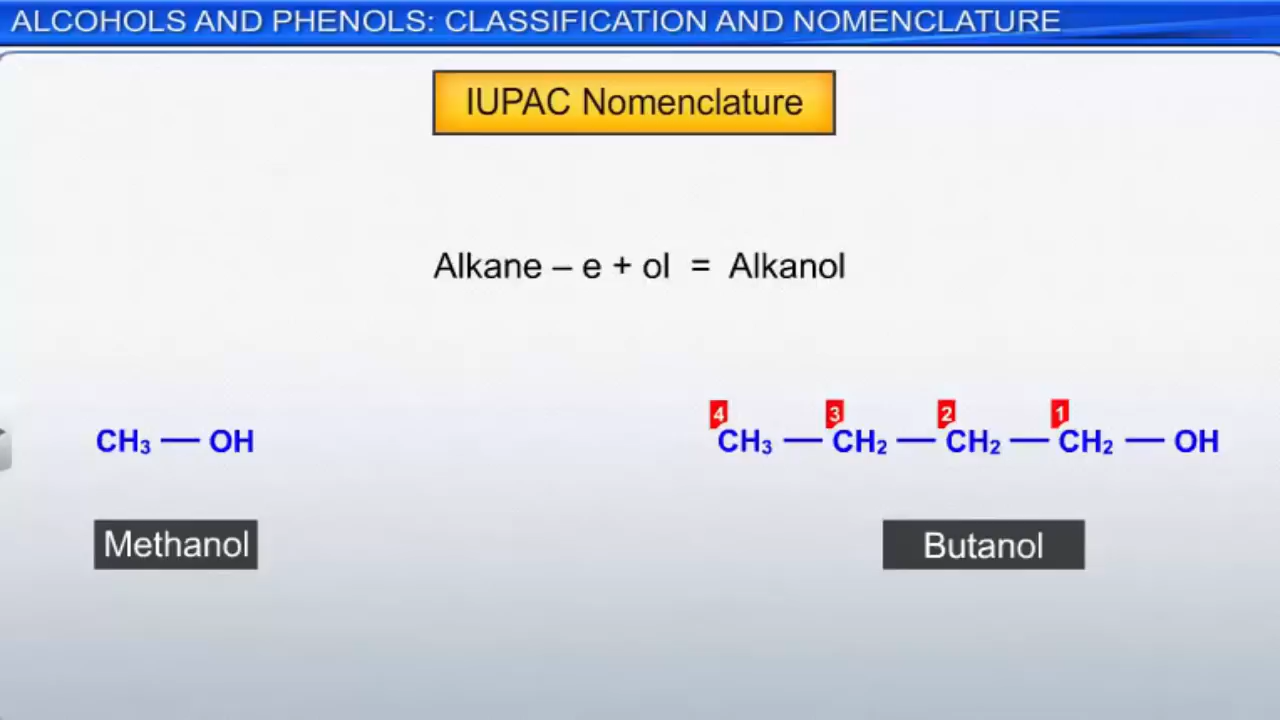 ALCOHOLS AND PHENOLS: CLASSIFICATION AND NOMENCLATURE
IUPAC Nomenclature
Alkane – e + ol = Alkanol
4 3 2 1
CH₃ — OH
CH₃ — CH₂ — CH₂ — CH₂ — OH
Methanol
Butanol